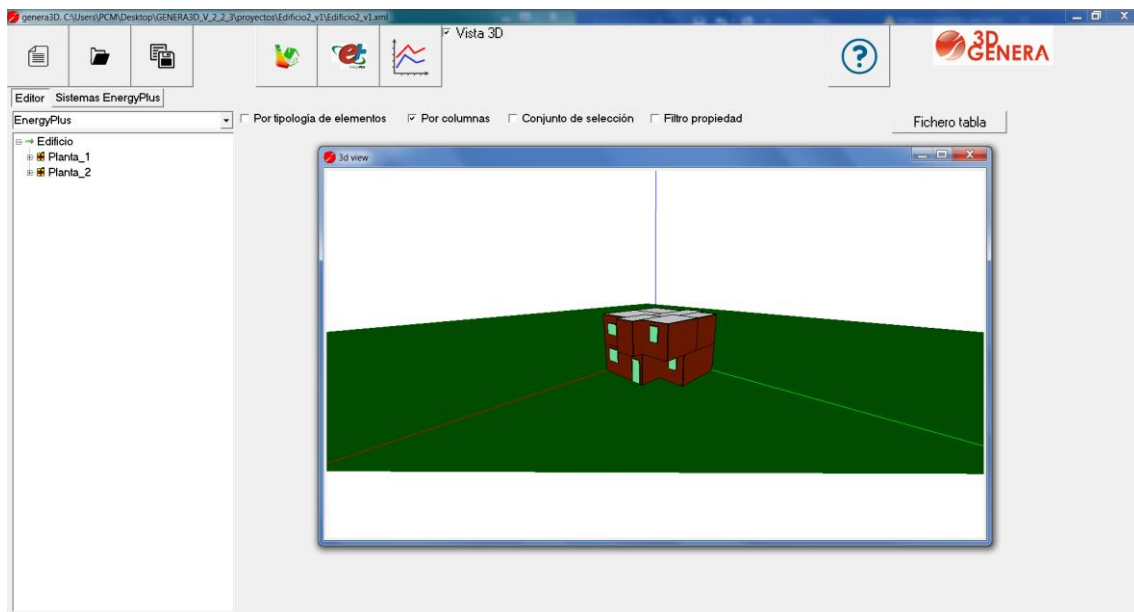 genera3D. C:\Users\PCM\Desktop\GENERA3D_V_2_2_3\proyectos\Edificio2_v1\Edificio2_v1.xml
Vista 3D
3D GENERA
Editor Sistemas EnergyPlus
EnergyPlus
Por tipología de elementos Por columnas Conjunto de selección Filtro propiedad
Fichero tabla
Edificio
Planta_1
Planta_2
3d view